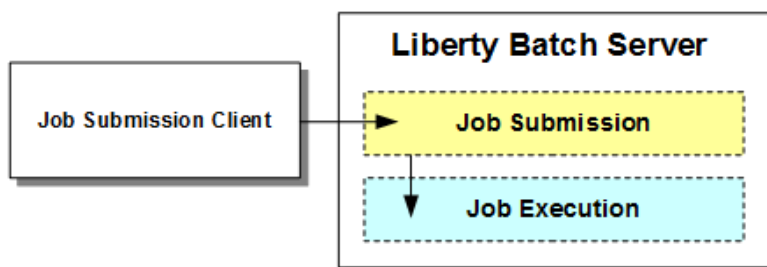 Liberty Batch Server
Job Submission Client
Job Submission
Job Execution